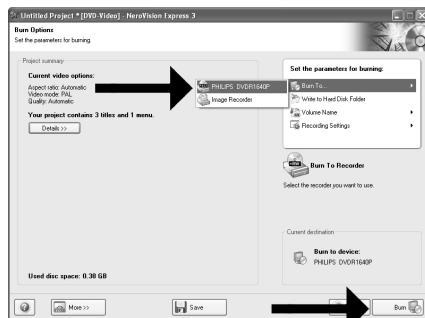 Untitled Project *[DVD-Video] - NeroVision Express 3
Burn Options
Set the parameters for burning.
Project summary
Current video options:
Aspect ratio: Automatic
Video mode: PAL
Quality: Automatic
Your project contains 3 titles and 1 menu.
Details >>
Used disc space: 0.38 GB
PHILIPS DVDR1640P
Image Recorder
Set the parameters for burning:
Burn To...
Write to Hard Disk Folder
Volume Name
Recording Settings
Burn To Recorder
Select the recorder you want to use.
Current destination
Burn to device:
PHILIPS DVDR1640P
More >>
Save
Burn